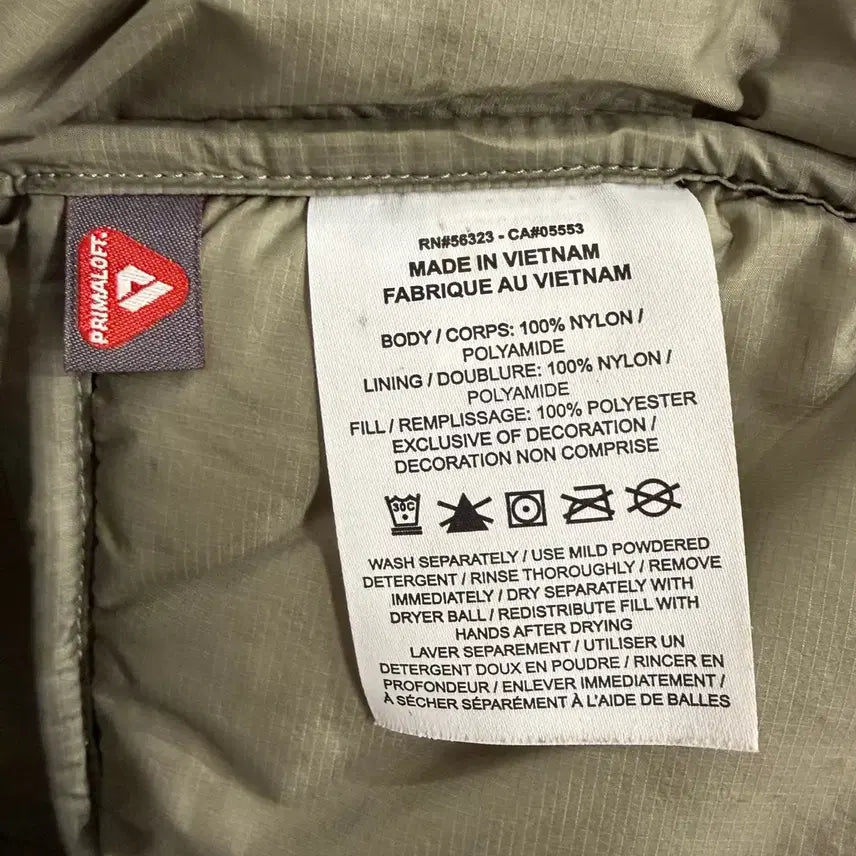 PRIMALOFT.
RN#56323 - CA#05553
MADE IN VIETNAM
FABRIQUE AU VIETNAM
BODY / CORPS: 100% NYLON /
POLYAMIDE
LINING / DOUBLURE: 100% NYLON /
POLYAMIDE
FILL / REMPLISSAGE: 100% POLYESTER
EXCLUSIVE OF DECORATION /
DECORATION NON COMPRISE
30C
WASH SEPARATELY / USE MILD POWDERED
DETERGENT / RINSE THOROUGHLY / REMOVE
IMMEDIATELY / DRY SEPARATELY WITH
DRYER BALL / REDISTRIBUTE FILL WITH
HANDS AFTER DRYING
LAVER SEPAREMENT / UTILISER UN
DETERGENT DOUX EN POUDRE / RINCER EN
PROFONDEUR / ENLEVER IMMEDIATEMENT /
À SÉCHER SÉPARÉMENT À L'AIDE DE BALLES